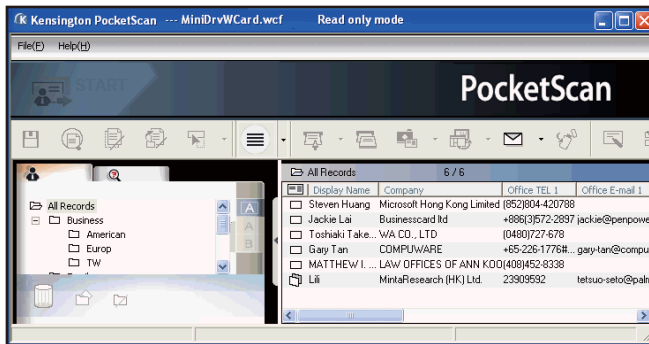 Kensington PocketScan --- MiniDrvWCard.wcf Read only mode
File(F) Help(H)
START
PocketScan
All Records 6 / 6
Display Name Company Office TEL 1 Office E-mail 1
Steven Huang Microsoft Hong Kong Limited (852)804-420788
Jackie Lai Businesscard ltd +886(3)572-2897 jackie@penpowe
Toshiaki Take... WA CO., LTD (0480)727-678
Gary Tan COMPUWARE +65-226-1776#... gary-tan@compu
MATTHEW I. ... LAW OFFICES OF ANN KOO (408)452-8338
Lili MintaResearch (HK) Ltd. 23909592 tetsuo-seto@palm
All Records
Business
American
Europ
TW
A
A
B